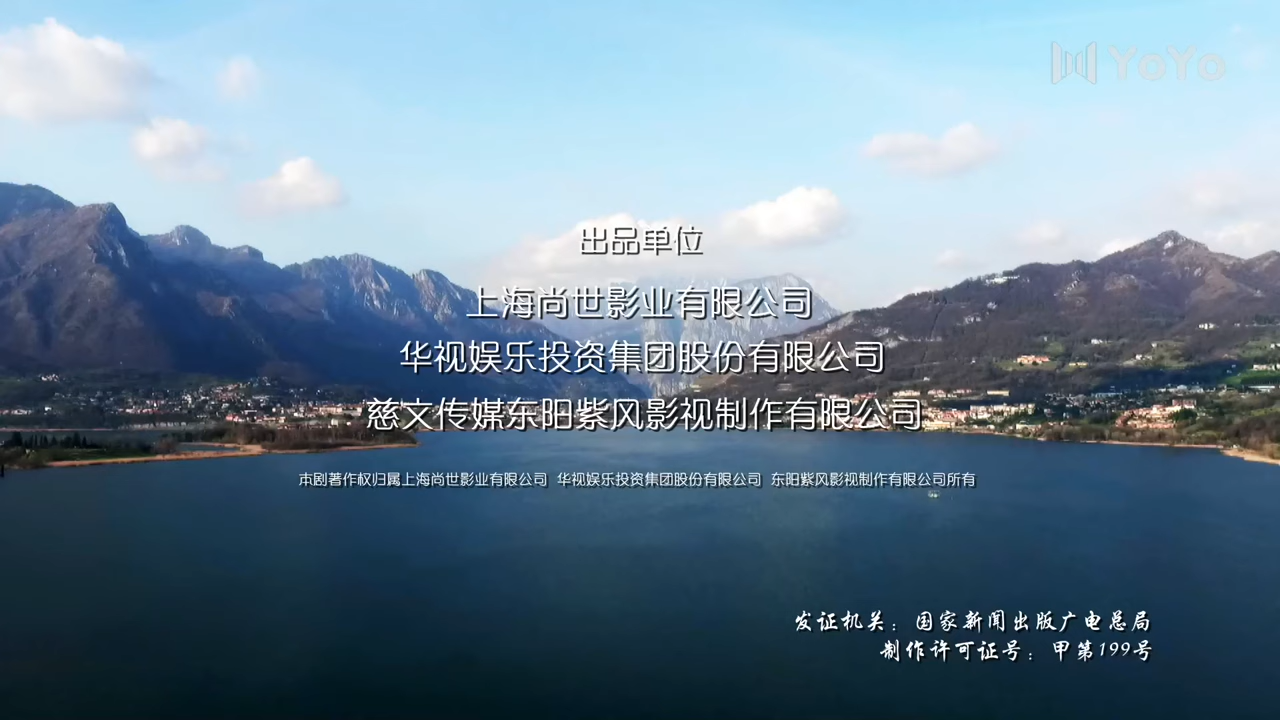 YoYo
出品单位
上海尚世影业有限公司
华视娱乐投资集团股份有限公司
慈文传媒东阳紫风影视制作有限公司
本剧著作权归属上海尚世影业有限公司 华视娱乐投资集团股份有限公司 东阳紫风影视制作有限公司所有
发证机关：国家新闻出版广电总局
制作许可证号：甲第199号